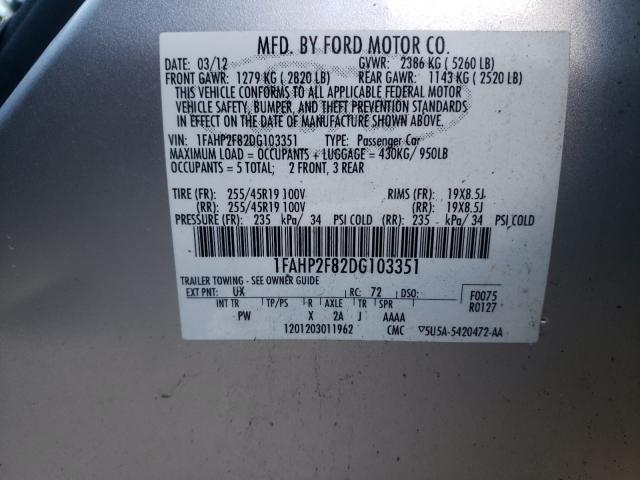 MFD. BY FORD MOTOR CO.
DATE: 03/12 GVWR: 2386 KG ( 5260 LB)
FRONT GAWR: 1279 KG ( 2820 LB) REAR GAWR: 1143 KG ( 2520 LB)
THIS VEHICLE CONFORMS TO ALL APPLICABLE FEDERAL MOTOR
VEHICLE SAFETY, BUMPER, AND THEFT PREVENTION STANDARDS
IN EFFECT ON THE DATE OF MANUFACTURE SHOWN ABOVE.
VIN: 1FAHP2F82DG103351 TYPE: Passenger Car
MAXIMUM LOAD = OCCUPANTS + LUGGAGE = 430KG/ 950LB
OCCUPANTS = 5 TOTAL; 2 FRONT, 3 REAR
TIRE (FR): 255/45R19 100V RIMS (FR): 19X8.5J
(RR): 255/45R19 100V (RR): 19X8.5J
PRESSURE (FR): 235 kPa/ 34 PSI COLD (RR): 235 kPa/ 34 PSI COLD
1FAHP2F82DG103351
TRAILER TOWING - SEE OWNER GUIDE
EXT PNT: UX RC: 72 DSO: F0075
INT TR TP/PS R AXLE TR SPR R0127
PW X 2A J AAAA
1201203011962 CMC ▽5U5A-5420472-AA